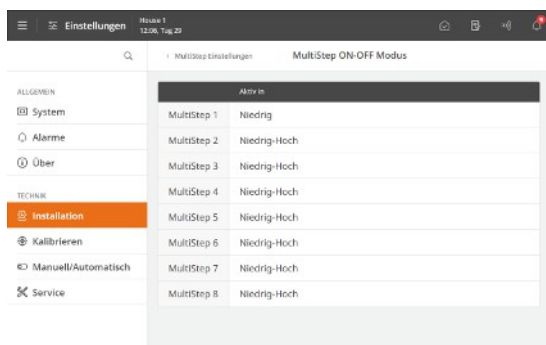 Einstellungen
House 1
12:06, Tag 29
MultiStep Einstellungen
MultiStep ON-OFF Modus
ALLGEMEIN
System
Alarme
Über
TECHNIK
Installation
Kalibrieren
Manuell/Automatisch
Service
Aktiv in
MultiStep 1 Niedrig
MultiStep 2 Niedrig-Hoch
MultiStep 3 Niedrig-Hoch
MultiStep 4 Niedrig-Hoch
MultiStep 5 Niedrig-Hoch
MultiStep 6 Niedrig-Hoch
MultiStep 7 Niedrig-Hoch
MultiStep 8 Niedrig-Hoch